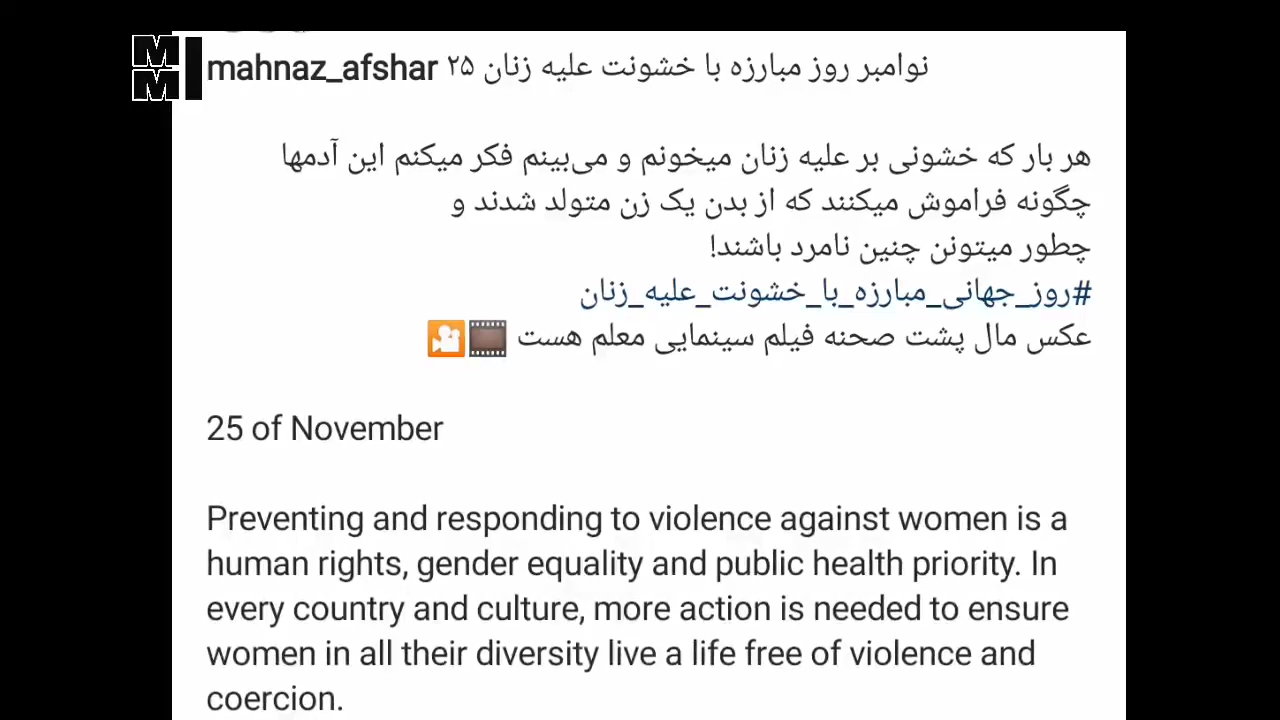 MM
mahnaz_afshar ۲۵ نوامبر روز مبارزه با خشونت علیه زنان
هر بار که خشونی بر علیه زنان میخونم و می‌بینم فکر میکنم این آدمها
چگونه فراموش میکنند که از بدن یک زن متولد شدند و
چطور میتونن چنین نامرد باشند!
#روز_جهانی_مبارزه_با_خشونت_علیه_زنان
عکس مال پشت صحنه فیلم سینمایی معلم هست 🎞️🎦
25 of November
Preventing and responding to violence against women is a
human rights, gender equality and public health priority. In
every country and culture, more action is needed to ensure
women in all their diversity live a life free of violence and
coercion.